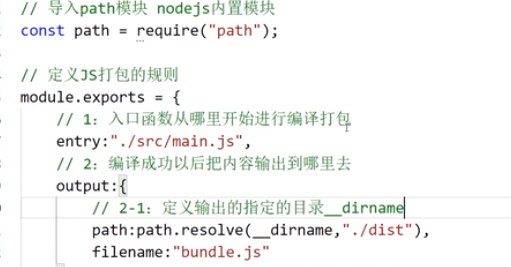 // 导入path模块 nodejs内置模块
const path = require("path");
// 定义JS打包的规则
module.exports = {
// 1：入口函数从哪里开始进行编译打包
entry:"./src/main.js",
// 2：编译成功以后把内容输出到哪里去
output:{
// 2-1：定义输出的指定的目录__dirname
path:path.resolve(__dirname,"./dist"),
filename:"bundle.js"